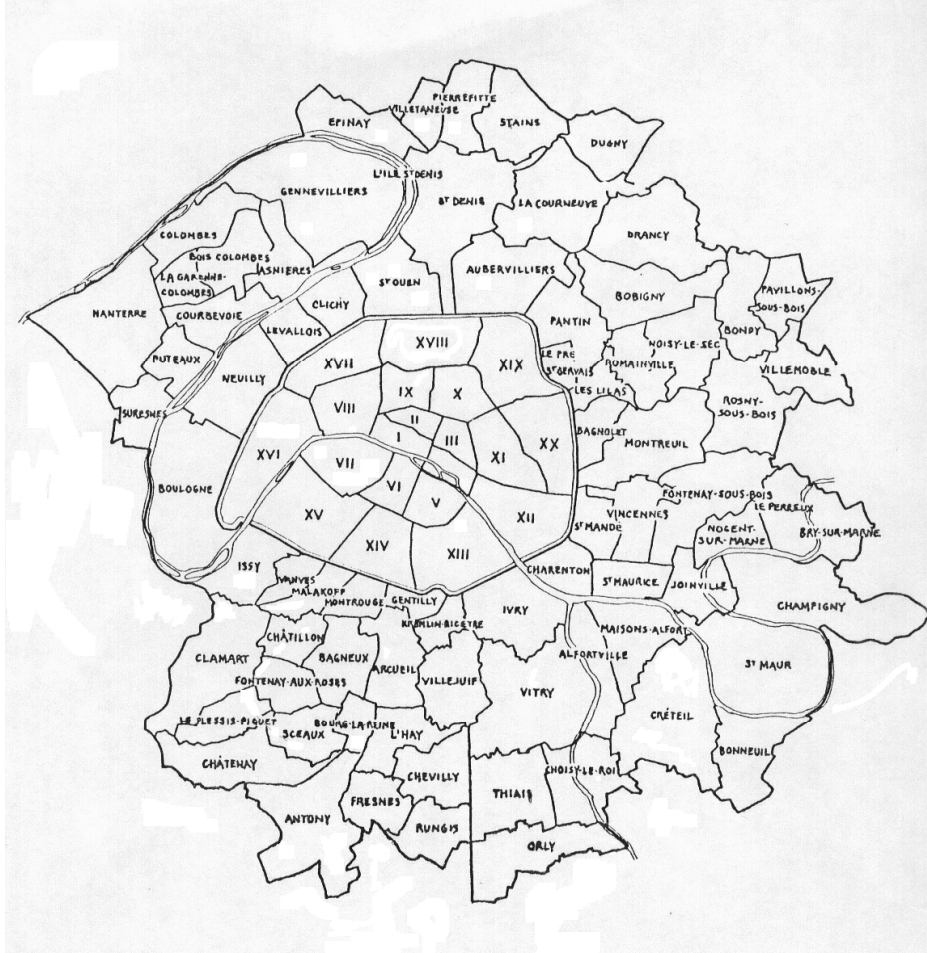 PIERREFITTE
VILLETANEUSE
EPINAY
STAINS
DUGNY
L'ILE ST DENIS
GENNEVILLIERS
ST DENIS
LA COURNEUVE
COLOMBES
DRANCY
BOIS COLOMBES
ASNIERES
LA GARENNE-
COLOMBES
ST OUEN
AUBERVILLIERS
BOBIGNY
PAVILLONS-
SOUS-BOIS
NANTERRE
COURBEVOIE
CLICHY
LEVALLOIS
PANTIN
BONDY
NOISY-LE-SEC
PUTEAUX
NEUILLY
XVII
XVIII
XIX
LE PRE
ST GERVAIS
ROMAINVILLE
VILLEMOBLE
LES LILAS
SURESNES
VIII
IX
X
ROSNY-
SOUS-BOIS
II
I
III
XI
XX
BAGNOLET
MONTREUIL
XVI
VII
BOULOGNE
VI
V
FONTENAY-SOUS-BOIS
LE PERREUX
XV
XII
ST MANDÉ
VINCENNES
NOGENT-
SUR-MARNE
BRY-SUR-MARNE
XIV
XIII
ISSY
VANVES
MALAKOFF
MONTROUGE
GENTILLY
CHARENTON
ST MAURICE
JOINVILLE
CHAMPIGNY
KREMLIN-BICETRE
IVRY
MAISONS-ALFORT
CHÂTILLON
CLAMART
BAGNEUX
ARCUEIL
ALFORTVILLE
ST MAUR
FONTENAY-AUX-ROSES
VILLEJUIF
VITRY
LE PLESSIS-PIQUET
SCEAUX
BOURG-LA-REINE
L'HAY
CRÉTEIL
BONNEUIL
CHÂTENAY
CHEVILLY
CHOISY-LE-ROI
FRESNES
THIAIS
ANTONY
RUNGIS
ORLY